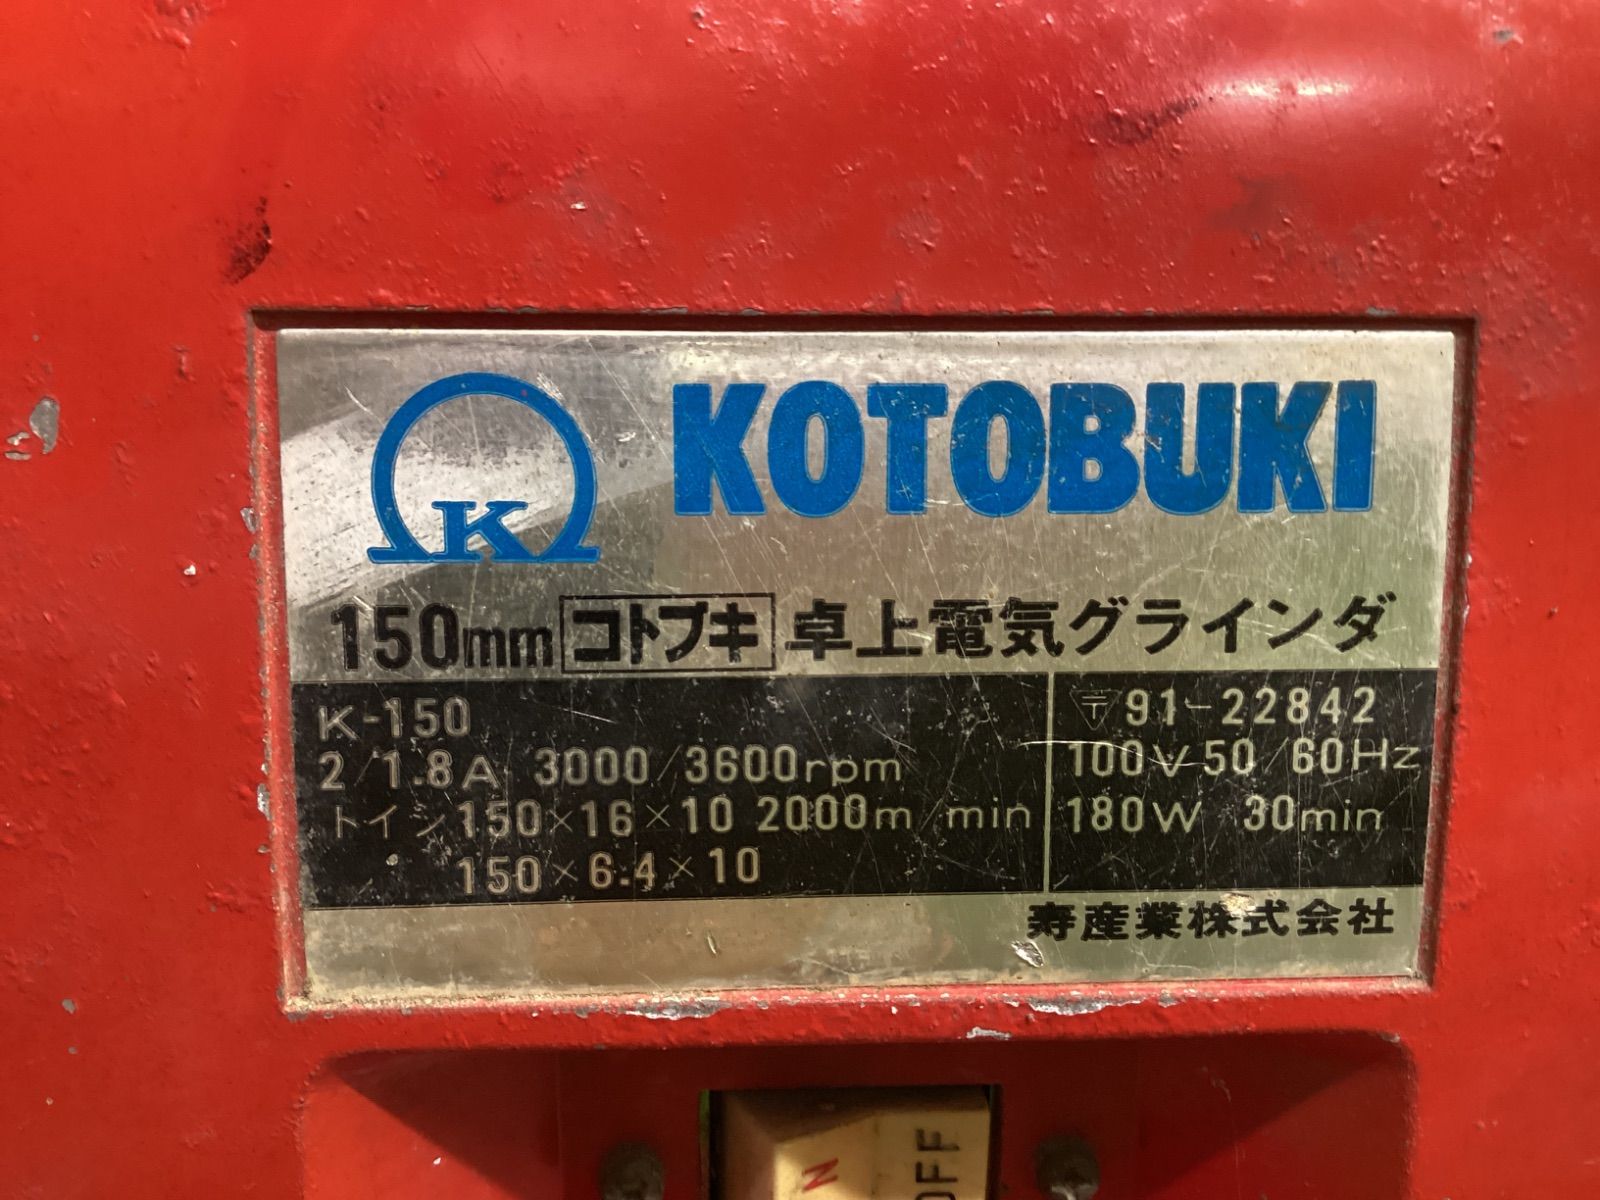 K
KOTOBUKI
150mm コトブキ 卓上電気グラインダ
K-150
2/1.8A 3000/3600rpm
トイシ 150×16×10 2000m/min
150×6.4×10
〒 91-22842
100V 50/60Hz
180W 30min
寿産業株式会社
N
OFF